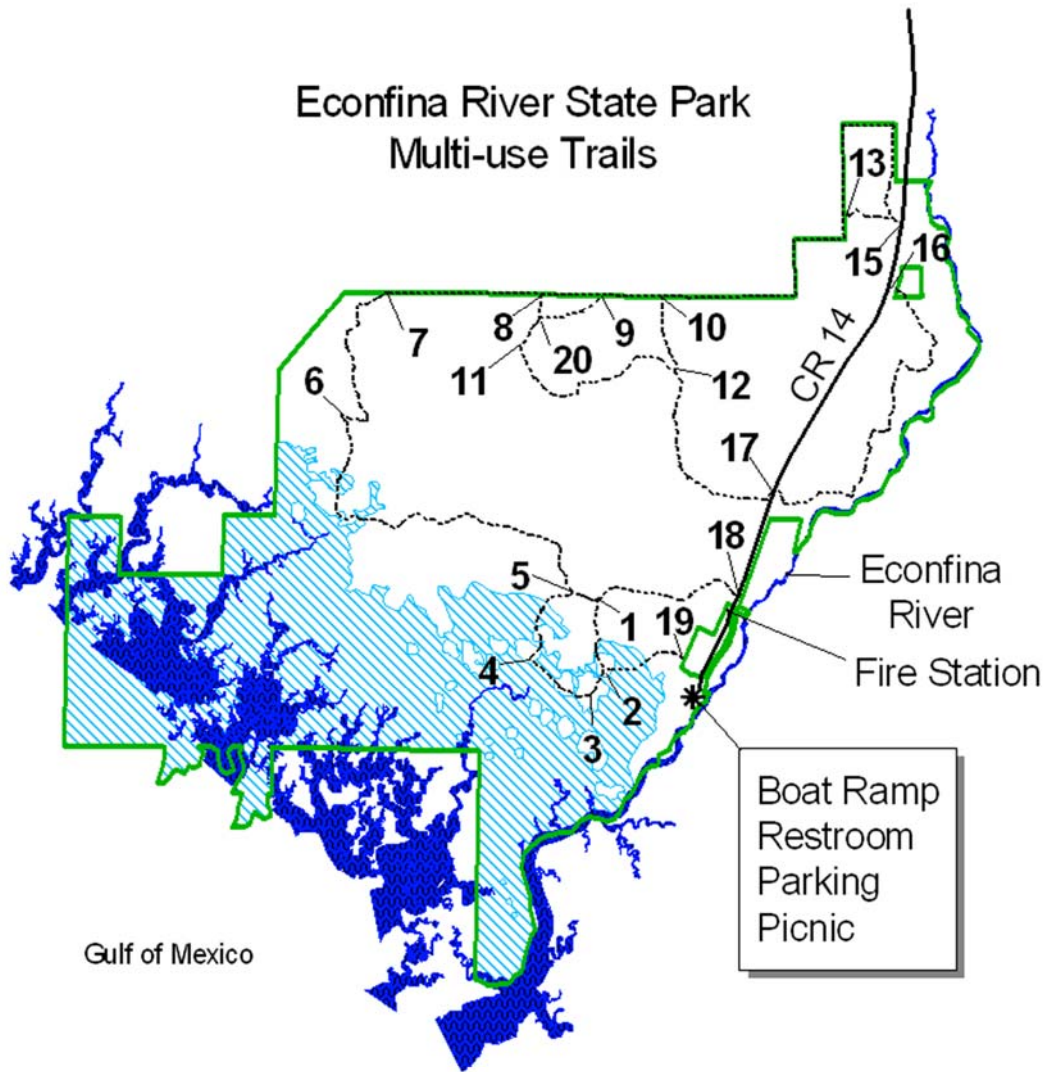 Econfina River State Park
Multi-use Trails
13
15
16
7
8
9
10
20
11
12
6
CR 14
17
18
5
1
19
4
2
3
Econfina
River
Fire Station
Boat Ramp
Restroom
Parking
Picnic
Gulf of Mexico